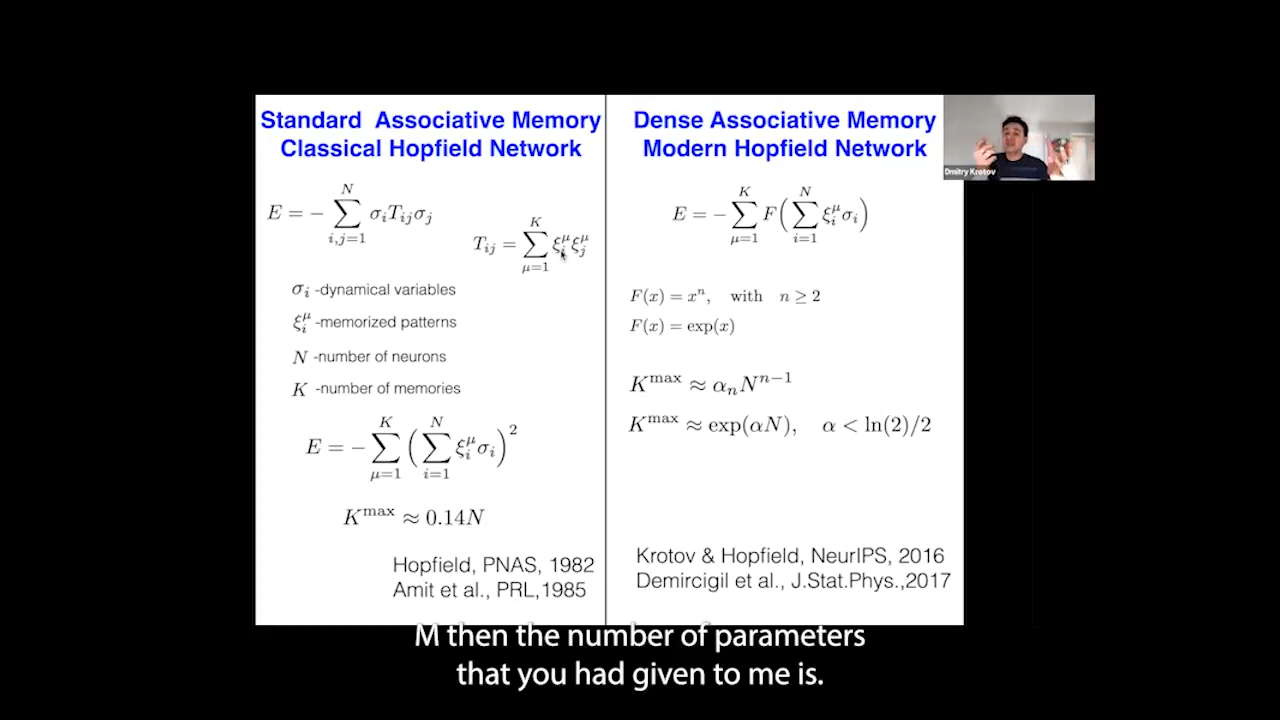 Standard Associative Memory
Classical Hopfield Network
E = − ∑_{i,j=1}^{N} σ_i T_{ij} σ_j
T_{ij} = ∑_{μ=1}^{K} ξ_i^μ ξ_j^μ
σ_i -dynamical variables
ξ_i^μ -memorized patterns
N -number of neurons
K -number of memories
E = − ∑_{μ=1}^{K} ( ∑_{i=1}^{N} ξ_i^μ σ_i )^2
K^max ≈ 0.14N
Hopfield, PNAS, 1982
Amit et al., PRL,1985
Dense Associative Memory
Modern Hopfield Network
E = − ∑_{μ=1}^{K} F( ∑_{i=1}^{N} ξ_i^μ σ_i )
F(x) = x^n, with n ≥ 2
F(x) = exp(x)
K^max ≈ α_n N^{n−1}
K^max ≈ exp(αN), α < ln(2)/2
Krotov & Hopfield, NeurIPS, 2016
Demircigil et al., J.Stat.Phys.,2017
Dmitry Krotov
M then the number of parameters
that you had given to me is.